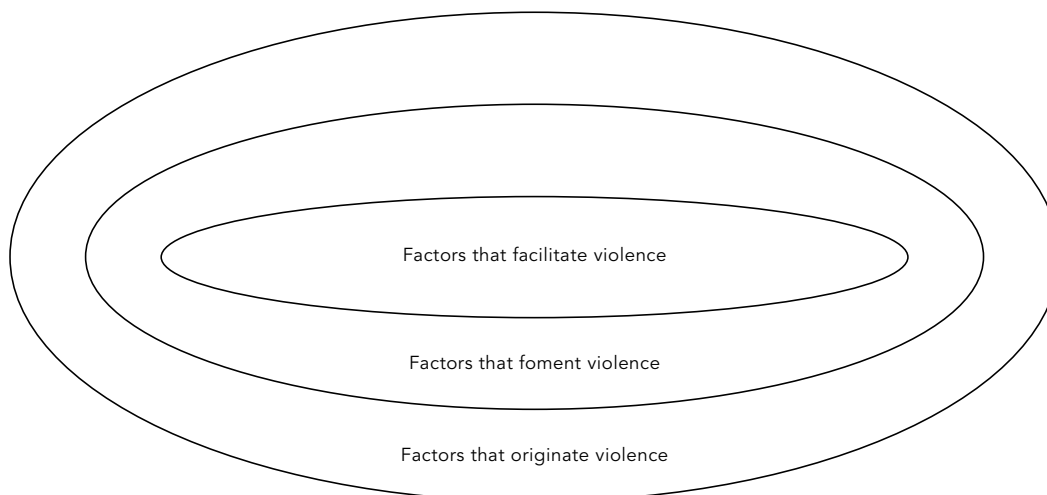 Factors that facilitate violence
Factors that foment violence
Factors that originate violence